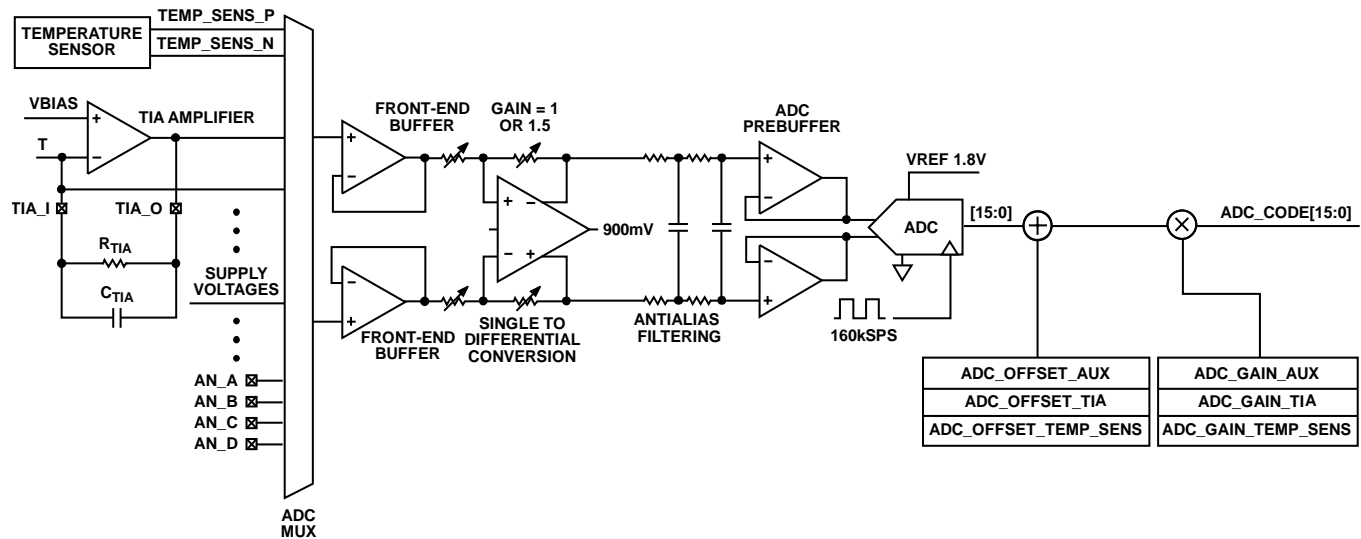 TEMPERATURE
SENSOR
TEMP_SENS_P
TEMP_SENS_N
VBIAS
+
−
TIA AMPLIFIER
T
TIA_I
TIA_O
RTIA
CTIA
SUPPLY
VOLTAGES
AN_A
AN_B
AN_C
AN_D
ADC
MUX
FRONT-END
BUFFER
+
−
−
+
FRONT-END
BUFFER
GAIN = 1
OR 1.5
+ −
− +
900mV
SINGLE TO
DIFFERENTIAL
CONVERSION
ANTIALIAS
FILTERING
ADC
PREBUFFER
+
−
−
+
VREF 1.8V
ADC
160kSPS
[15:0]
+
×
ADC_CODE[15:0]
ADC_OFFSET_AUX
ADC_OFFSET_TIA
ADC_OFFSET_TEMP_SENS
ADC_GAIN_AUX
ADC_GAIN_TIA
ADC_GAIN_TEMP_SENS